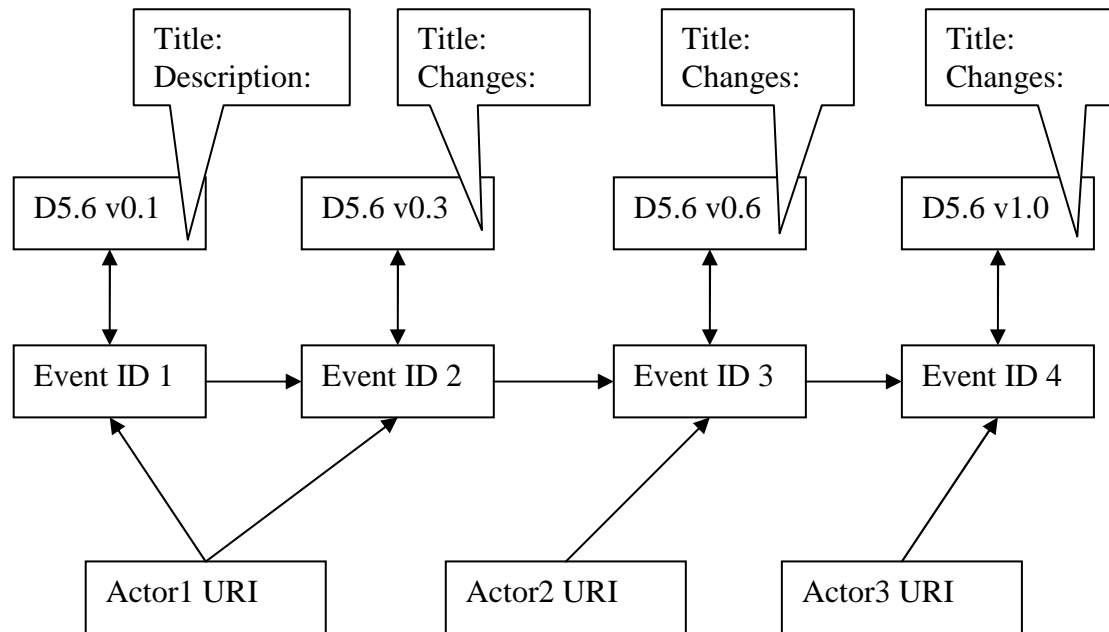 Title:
Description:
Title:
Changes:
Title:
Changes:
Title:
Changes:
D5.6 v0.1
D5.6 v0.3
D5.6 v0.6
D5.6 v1.0
Event ID 1
Event ID 2
Event ID 3
Event ID 4
Actor1 URI
Actor2 URI
Actor3 URI